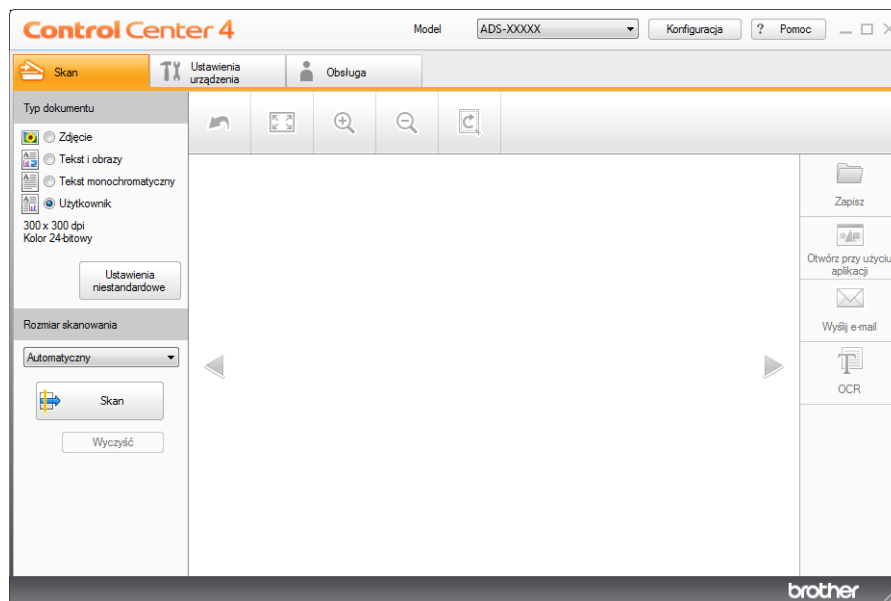 Control Center 4
Model
ADS-XXXXX
Konfiguracja
? Pomoc
Skan
Ustawienia
urządzenia
Obsługa
Typ dokumentu
Zdjęcie
Tekst i obrazy
Tekst monochromatyczny
Użytkownik
300 x 300 dpi
Kolor 24-bitowy
Ustawienia
niestandardowe
Rozmiar skanowania
Automatyczny
Skan
Wyczyść
Zapisz
Otwórz przy użyciu
aplikacji
Wyślij e-mail
OCR
brother